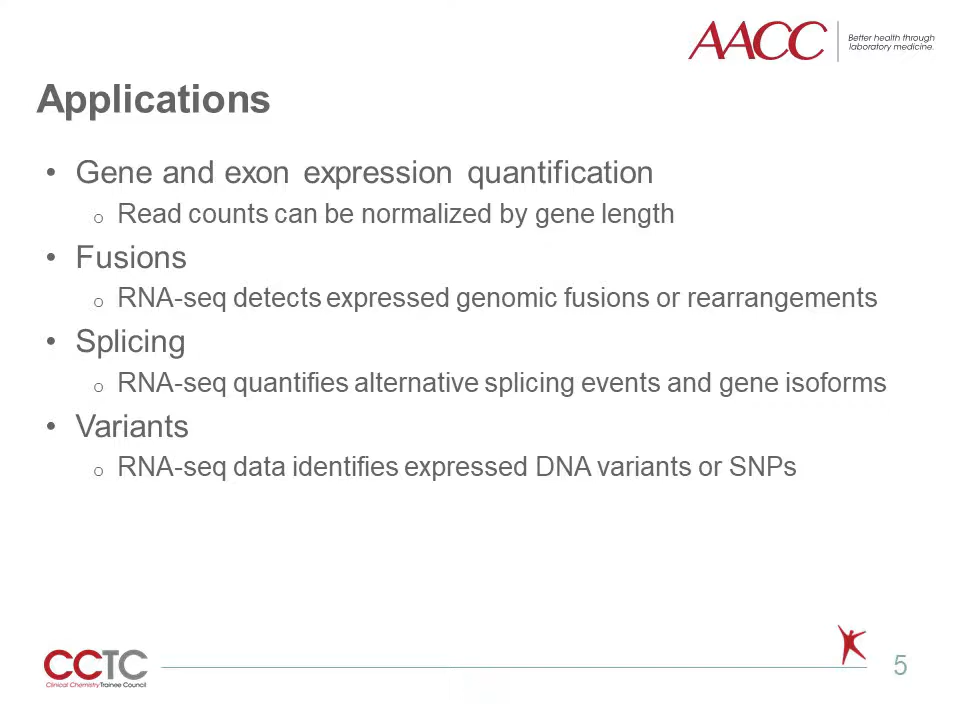 AACC
Better health through
laboratory medicine.
Applications
• Gene and exon expression quantification
o Read counts can be normalized by gene length
• Fusions
o RNA-seq detects expressed genomic fusions or rearrangements
• Splicing
o RNA-seq quantifies alternative splicing events and gene isoforms
• Variants
o RNA-seq data identifies expressed DNA variants or SNPs
CCTC
Clinical Chemistry Trainee Council
5